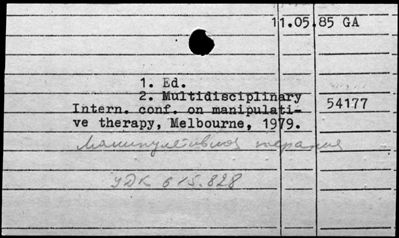 11.05.85 GA
1. Ed.
2. Multidisciplinary
Intern. conf. on manipulati-
ve therapy, Melbourne, 1979.
54177
Манипулативная терапия
УДК 615.828